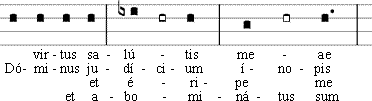 vir - tus sa - lú - tis me - ae
Dó- mi - nus ju - dí - ci - um í - no - pis
et é - ri - pe me
et a - bo - mi - ná - tus sum